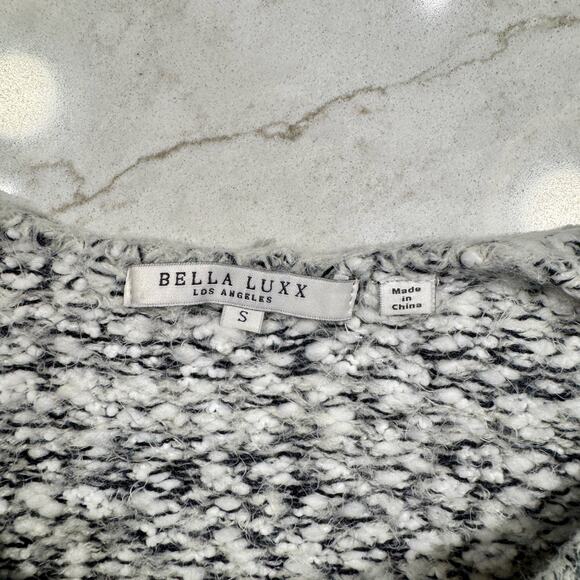 BELLA LUXX
LOS ANGELES
S
Made
in
China